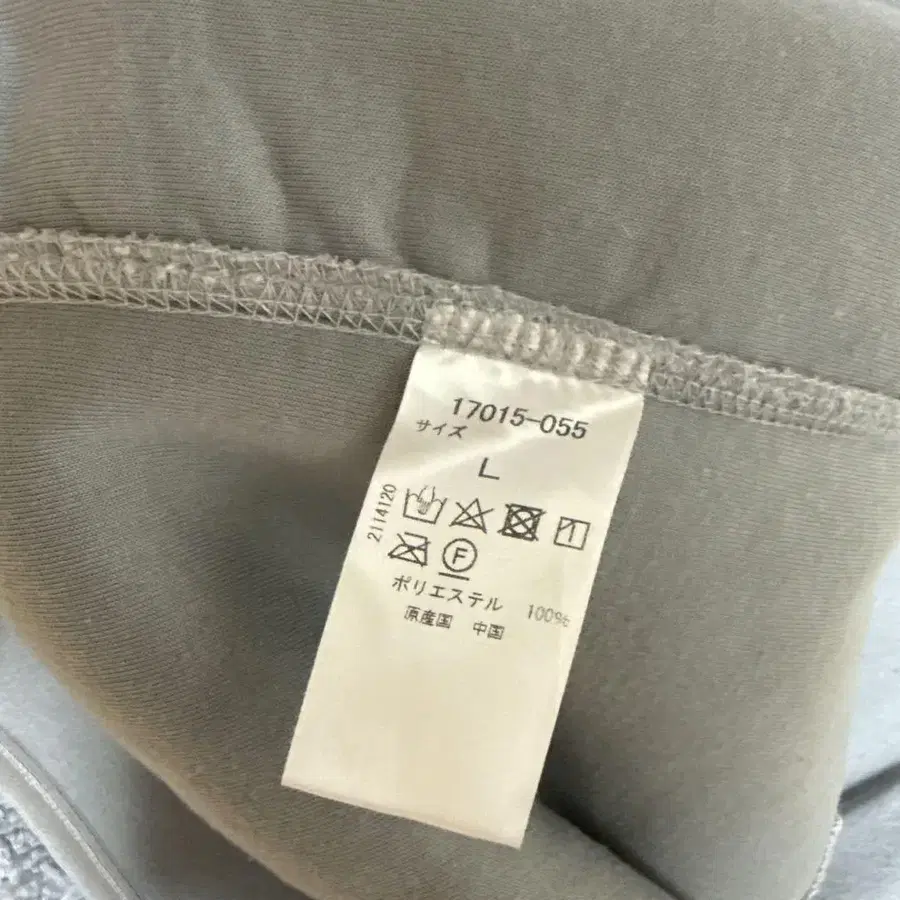 17015-055
サイズ
L
2114120
F
ポリエステル 100%
原産国 中国